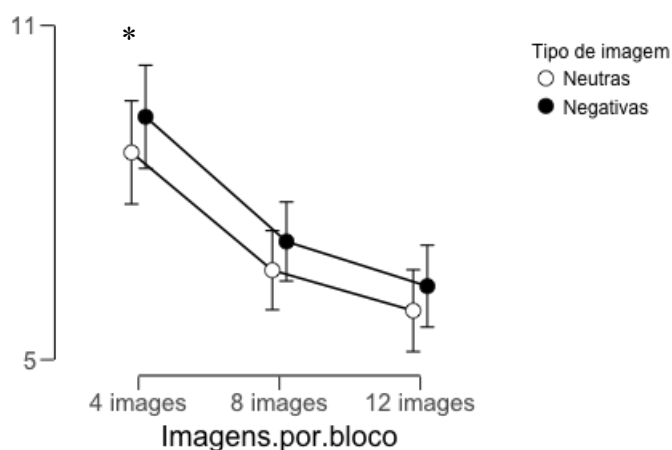 11
*
5
4 images
8 images
12 images
Imagens.por.bloco
Tipo de imagem
Neutras
Negativas